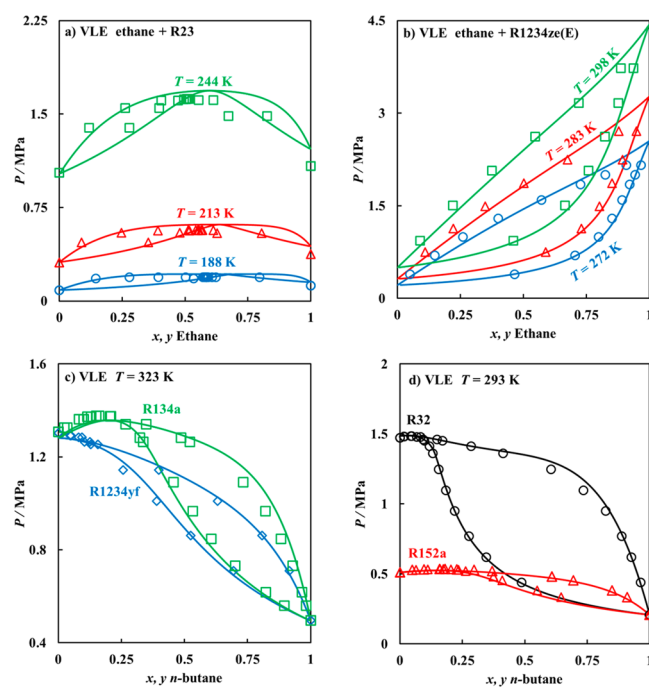 a) VLE ethane + R23
T = 244 K
T = 213 K
T = 188 K
2.25
1.5
0.75
0
P / MPa
0 0.25 0.5 0.75 1
x, y Ethane
b) VLE ethane + R1234ze(E)
T = 298 K
T = 283 K
T = 272 K
4.5
3
1.5
0
P / MPa
0 0.25 0.5 0.75 1
x, y Ethane
c) VLE T = 323 K
R134a
R1234yf
1.6
1.2
0.8
0.4
P / MPa
0 0.25 0.5 0.75 1
x, y n-butane
d) VLE T = 293 K
R32
R152a
2
1.5
1
0.5
0
P / MPa
0 0.25 0.5 0.75 1
x, y n-butane